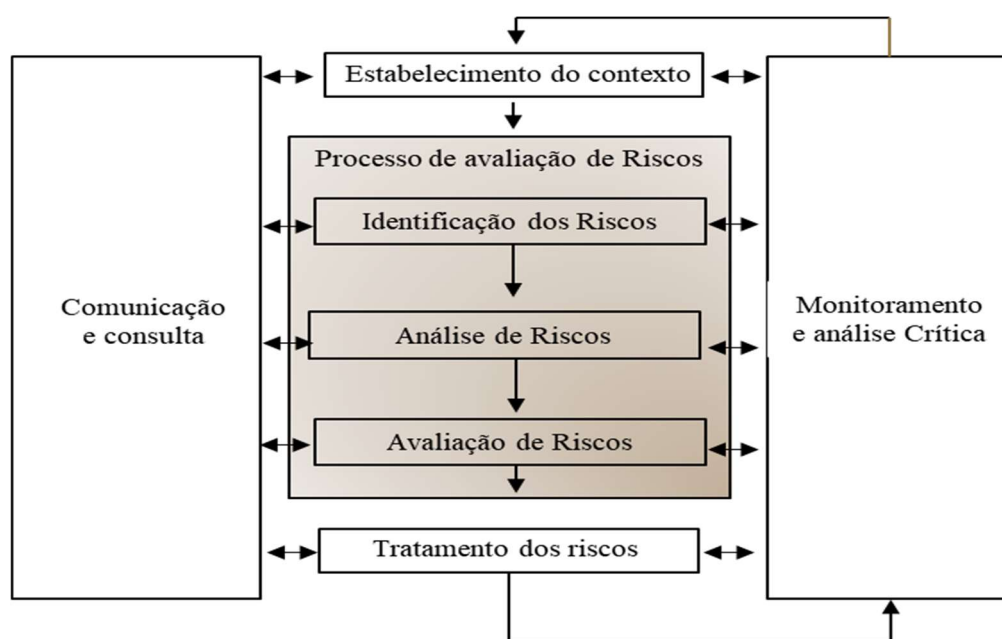 Estabelecimento do contexto
Processo de avaliação de Riscos
Identificação dos Riscos
Comunicação
e consulta
Análise de Riscos
Monitoramento
e análise Crítica
Avaliação de Riscos
Tratamento dos riscos